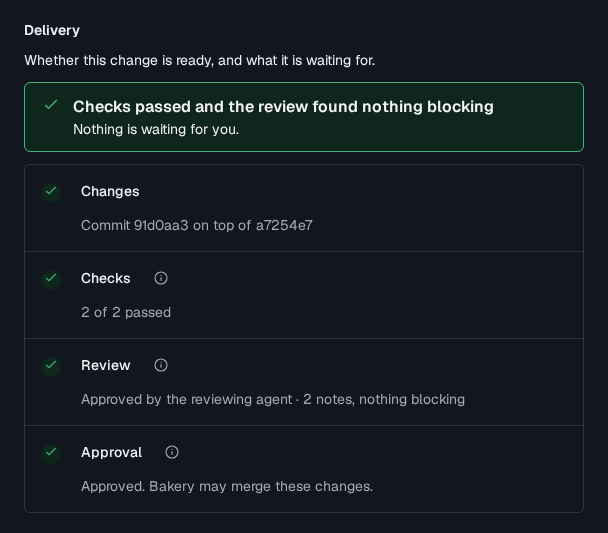 Delivery
Whether this change is ready, and what it is waiting for.
Checks passed and the review found nothing blocking
Nothing is waiting for you.
Changes
Commit 91d0aa3 on top of a7254e7
Checks
2 of 2 passed
Review
Approved by the reviewing agent · 2 notes, nothing blocking
Approval
Approved. Bakery may merge these changes.